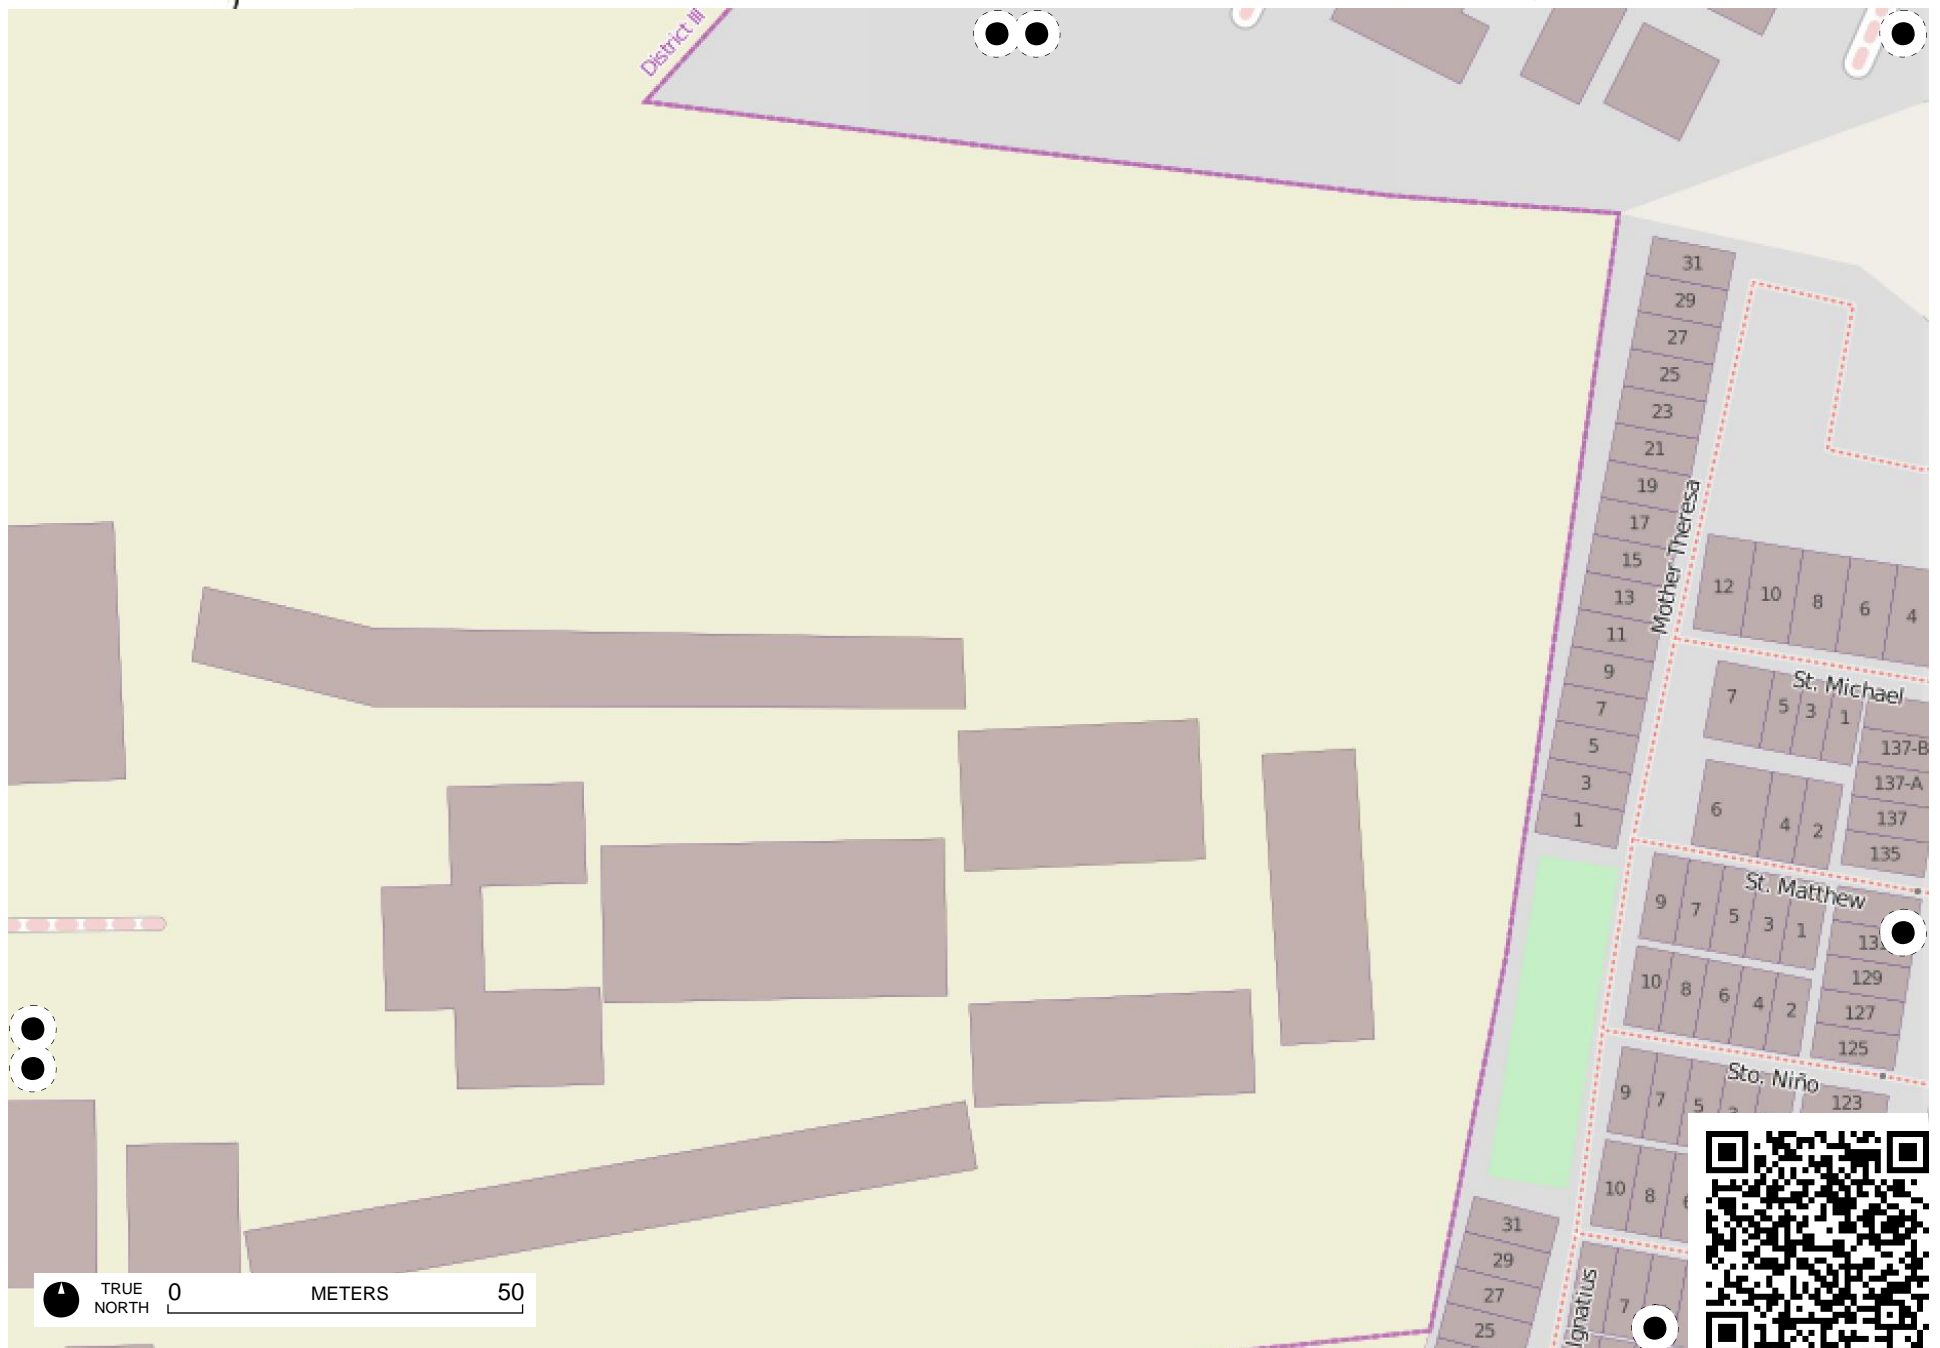 District III
31
29
27
25
23
21
19
17
15
13
11
9
7
5
3
1
Mother Theresa
12 10 8 6 4
St. Michael
7 5 3 1
137-B
137-A
137
135
6 4 2
St. Matthew
9 7 5 3 1
129
127
125
10 8 6 4 2
Sto. Niño
9 7 5
123
10 8
31
29
27
25
Ignatius
7
TRUE
NORTH
0 METERS 50